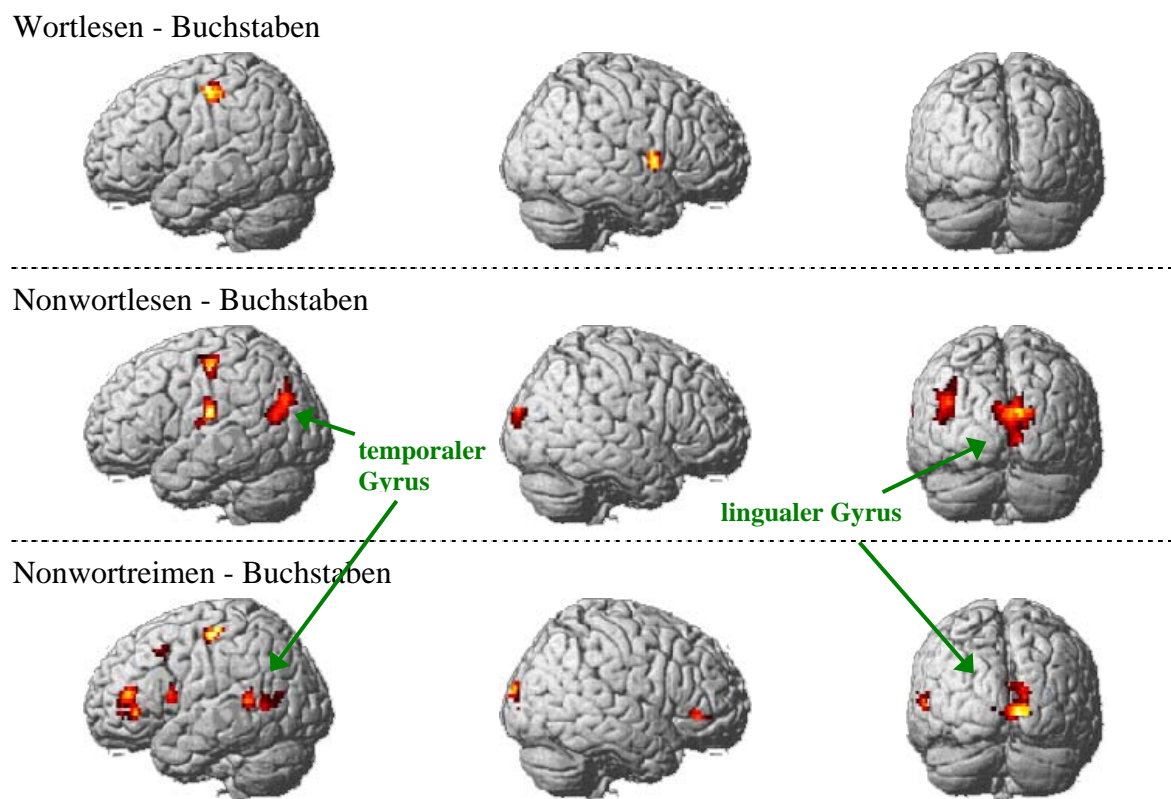 Wortlesen - Buchstaben
Nonwortlesen - Buchstaben
temporaler
Gyrus
lingualer Gyrus
Nonwortreimen - Buchstaben